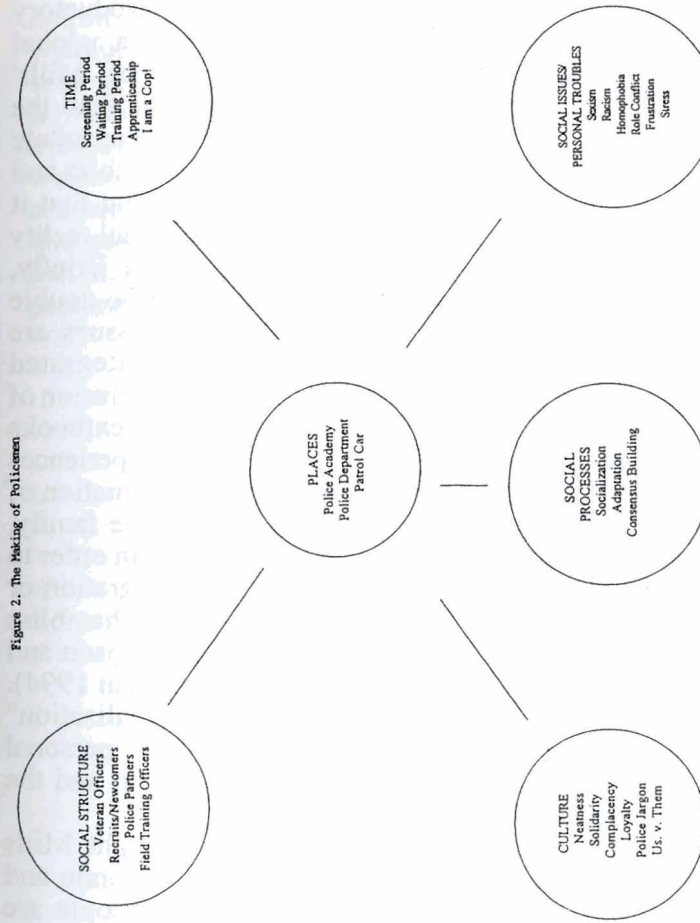 Figure 2. The Making of Policemen
SOCIAL STRUCTURE
Veteran Officers
Recruits/Newcomers
Police Partners
Field Training Officers
TIME
Screening Period
Waiting Period
Training Period
Apprenticeship
I am a Cop!
PLACES
Police Academy
Police Department
Patrol Car
CULTURE
Neatness
Solidarity
Complacency
Loyalty
Police Jargon
Us. v. Them
SOCIAL
PROCESSES
Socialization
Adaptation
Consensus Building
SOCIAL ISSUES/
PERSONAL TROUBLES
Sexism
Racism
Homophobia
Role Conflict
Frustration
Stress